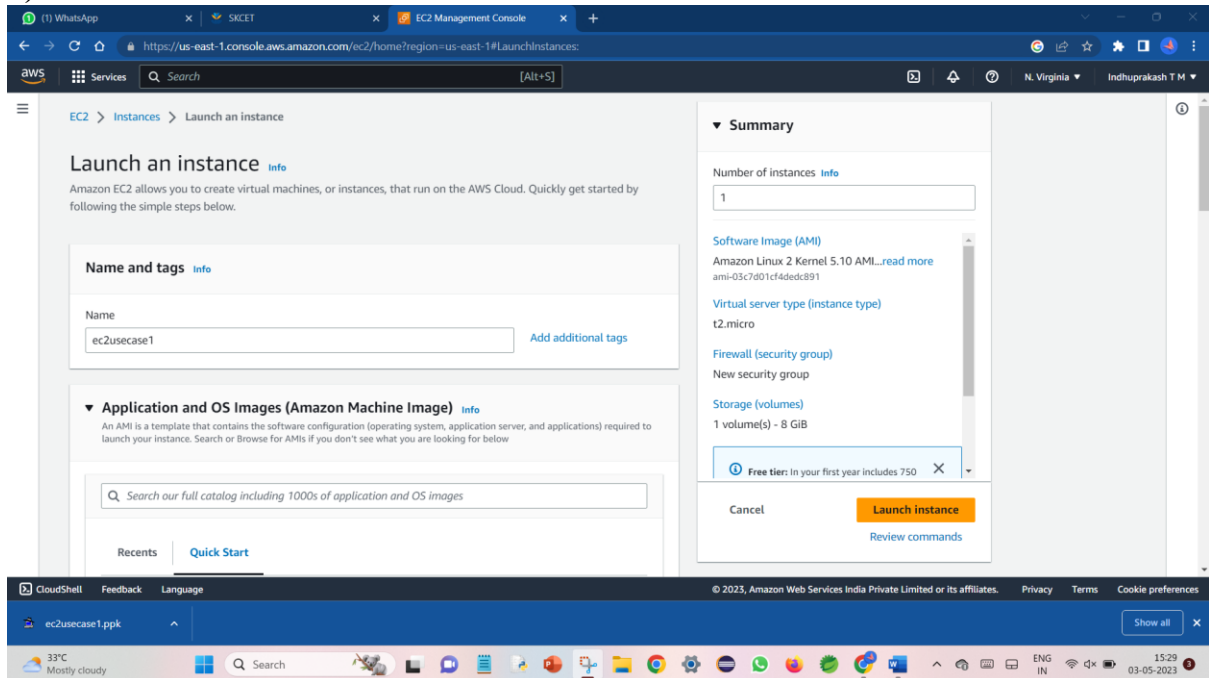 (1) WhatsApp
SKCET
EC2 Management Console
https://us-east-1.console.aws.amazon.com/ec2/home?region=us-east-1#LaunchInstances:
aws
Services
Search
[Alt+S]
N. Virginia
Indhuprakash T M
EC2 > Instances > Launch an instance
Launch an instance Info
Amazon EC2 allows you to create virtual machines, or instances, that run on the AWS Cloud. Quickly get started by
following the simple steps below.
Name and tags Info
Name
ec2usecase1
Add additional tags
Application and OS Images (Amazon Machine Image) Info
An AMI is a template that contains the software configuration (operating system, application server, and applications) required to
launch your instance. Search or Browse for AMIs if you don't see what you are looking for below
Search our full catalog including 1000s of application and OS images
Recents
Quick Start
Summary
Number of instances Info
1
Software Image (AMI)
Amazon Linux 2 Kernel 5.10 AMI...read more
ami-03c7d01cf4dedc891
Virtual server type (instance type)
t2.micro
Firewall (security group)
New security group
Storage (volumes)
1 volume(s) - 8 GiB
Free tier: In your first year includes 750
Cancel
Launch instance
Review commands
CloudShell
Feedback
Language
© 2023, Amazon Web Services India Private Limited or its affiliates.
Privacy
Terms
Cookie preferences
ec2usecase1.ppk
Show all
33°C
Mostly cloudy
Search
ENG
IN
15:29
03-05-2023
3